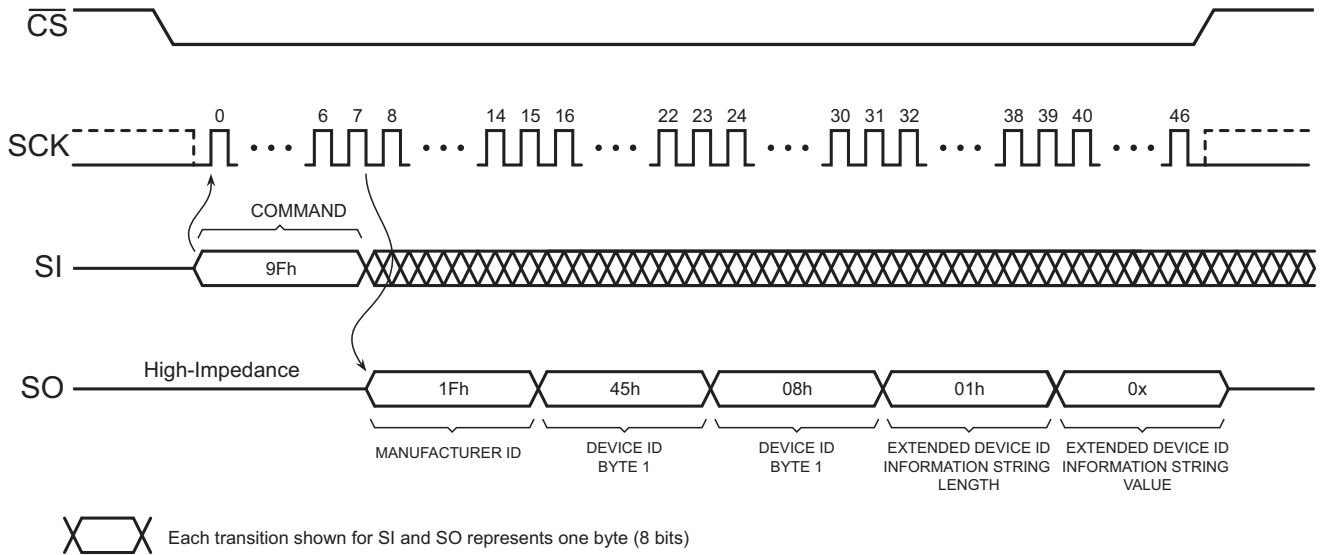 CS
SCK
0 6 7 8 14 15 16 22 23 24 30 31 32 38 39 40 46
COMMAND
SI
9Fh
High-Impedance
SO
1Fh 45h 08h 01h 0x
MANUFACTURER ID
DEVICE ID
BYTE 1
DEVICE ID
BYTE 1
EXTENDED DEVICE ID
INFORMATION STRING
LENGTH
EXTENDED DEVICE ID
INFORMATION STRING
VALUE
Each transition shown for SI and SO represents one byte (8 bits)